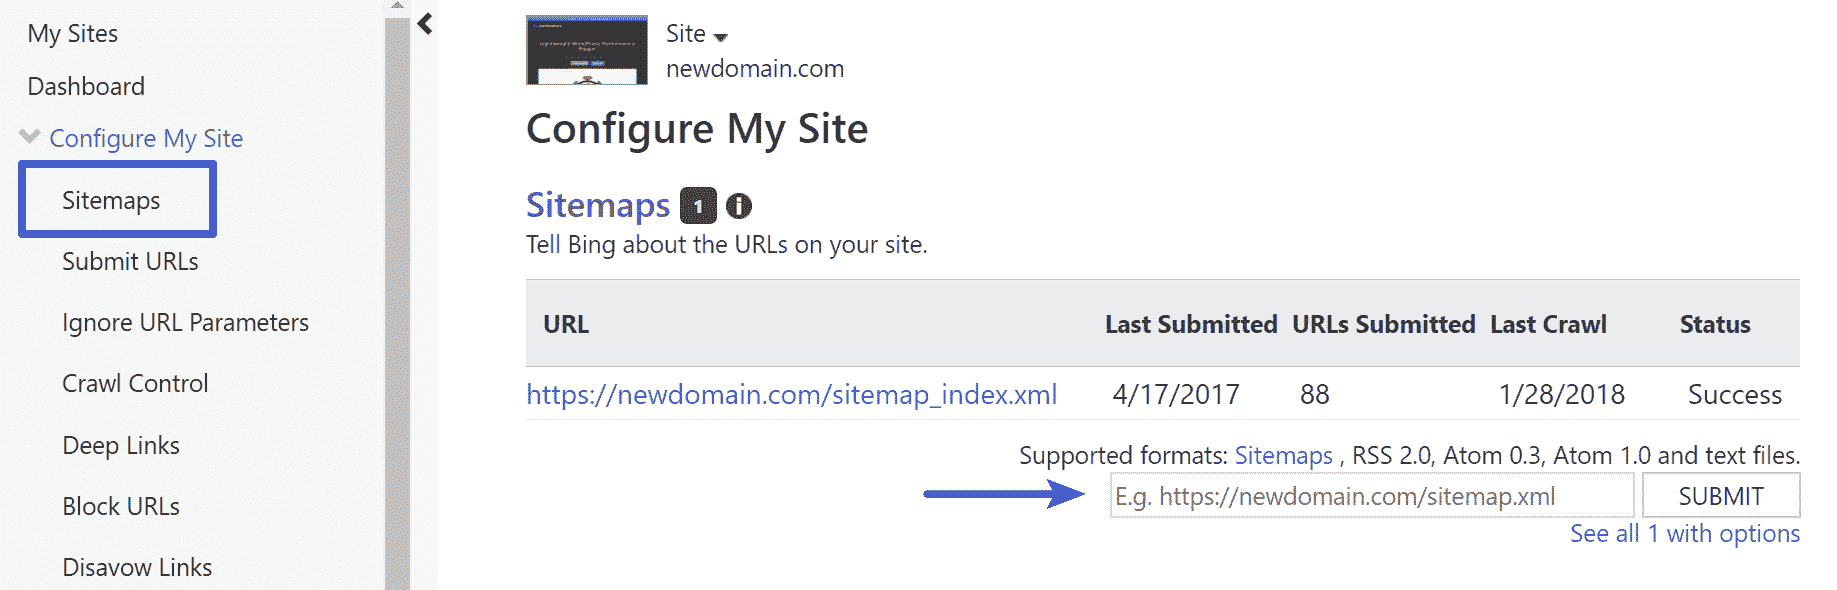 My Sites
Dashboard
Configure My Site
Sitemaps
Submit URLs
Ignore URL Parameters
Crawl Control
Deep Links
Block URLs
Disavow Links
Site
newdomain.com
Configure My Site
Sitemaps 1
Tell Bing about the URLs on your site.
URL Last Submitted URLs Submitted Last Crawl Status
https://newdomain.com/sitemap_index.xml 4/17/2017 88 1/28/2018 Success
Supported formats: Sitemaps , RSS 2.0, Atom 0.3, Atom 1.0 and text files.
E.g. https://newdomain.com/sitemap.xml SUBMIT
See all 1 with options